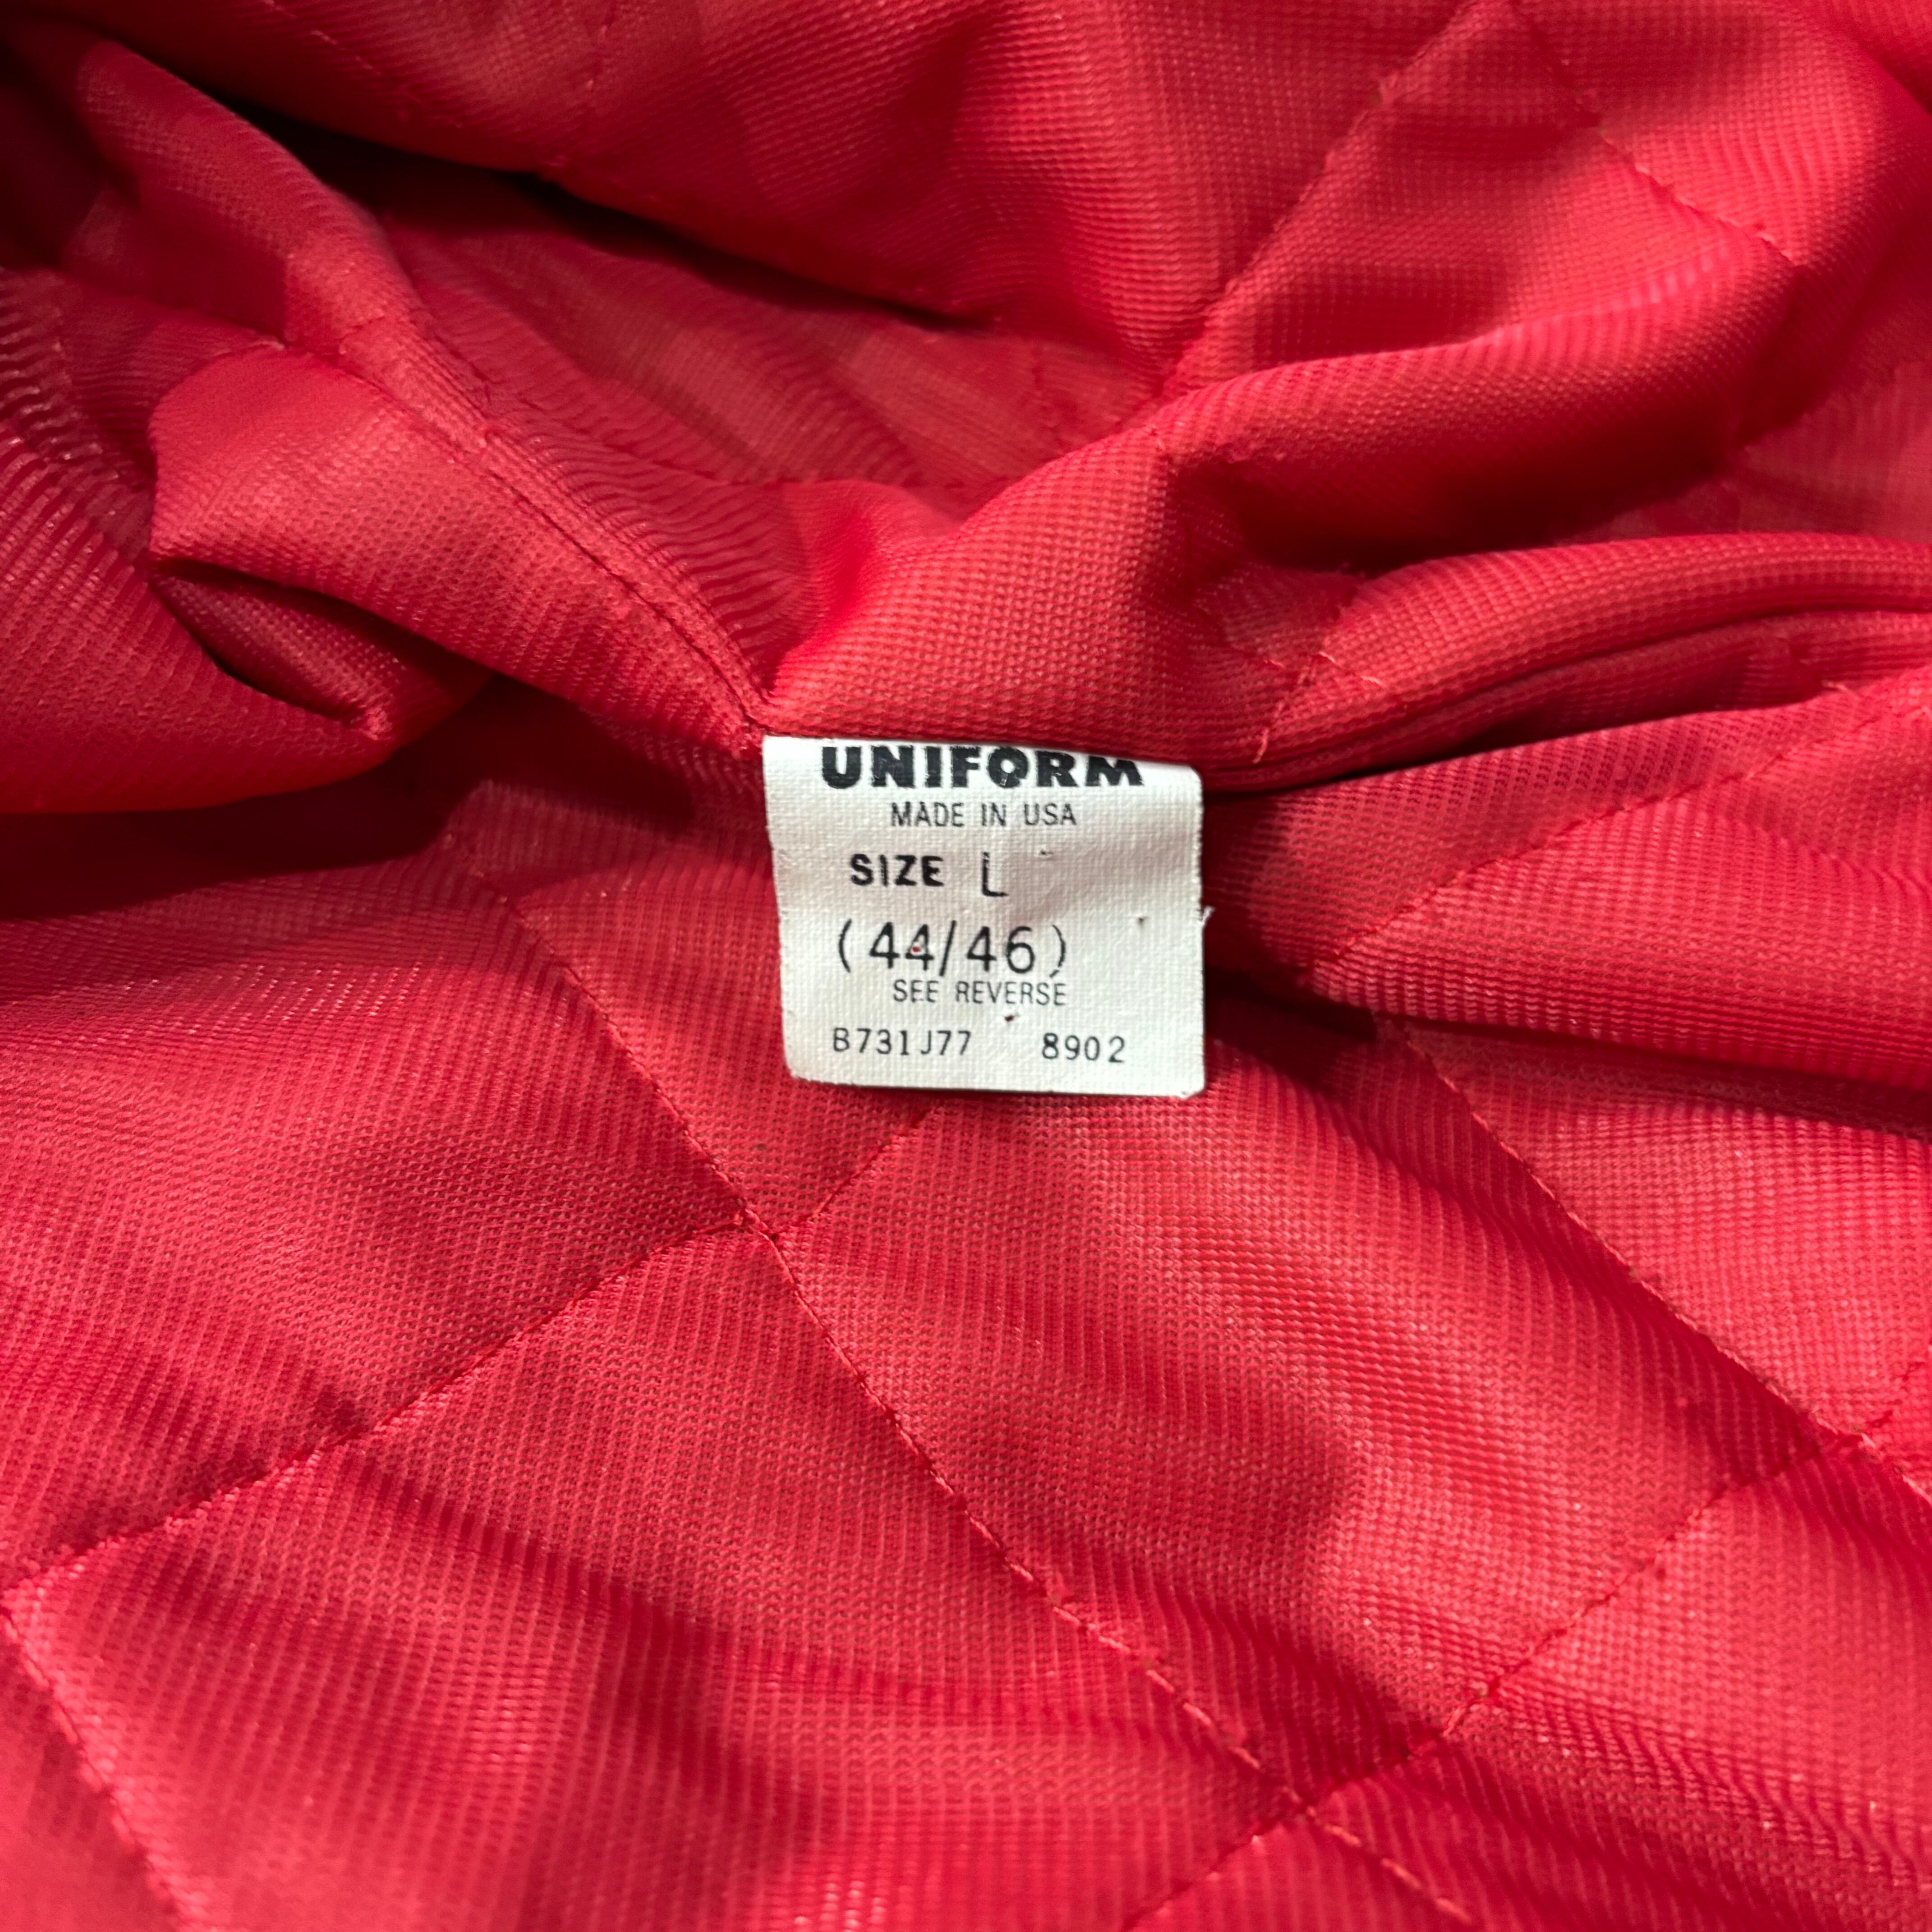 UNIFORM
MADE IN USA
SIZE L
(44/46)
SEE REVERSE
B731J77 8902